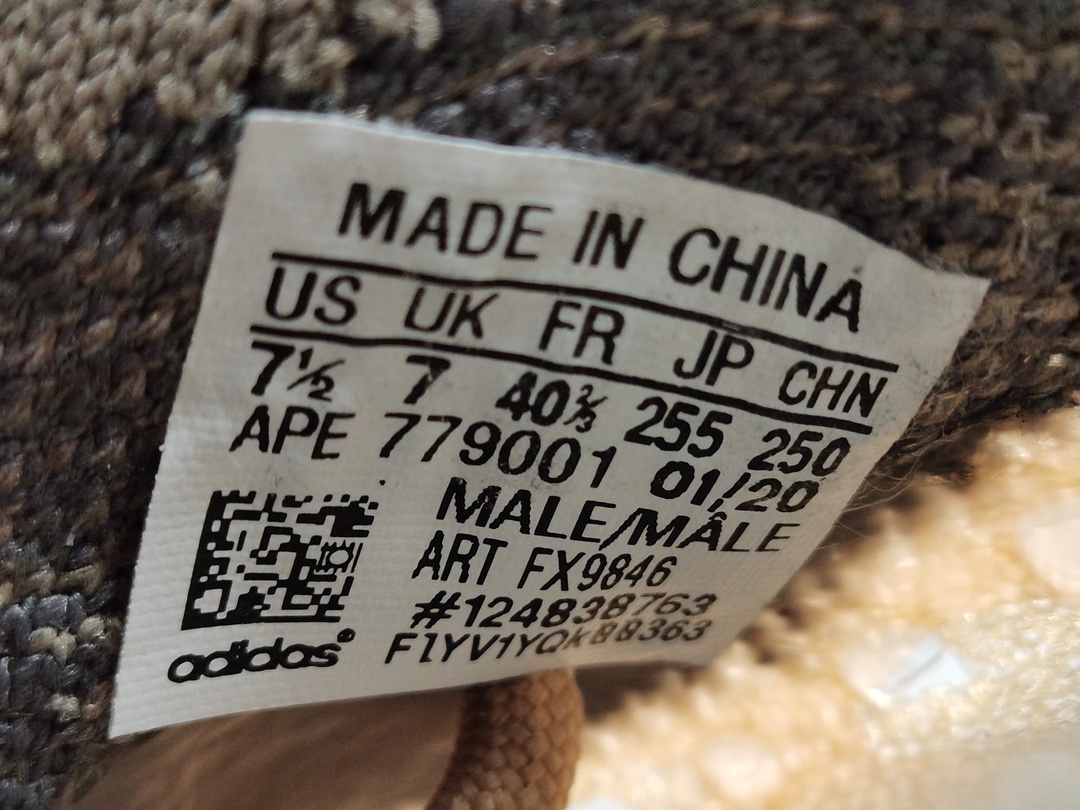 MADE IN CHINA
US UK FR JP CHN
7½ 7 40⅔ 255 250
APE 779001 01/20
MALE/MÂLE
ART FX9846
#124838763
adidas®